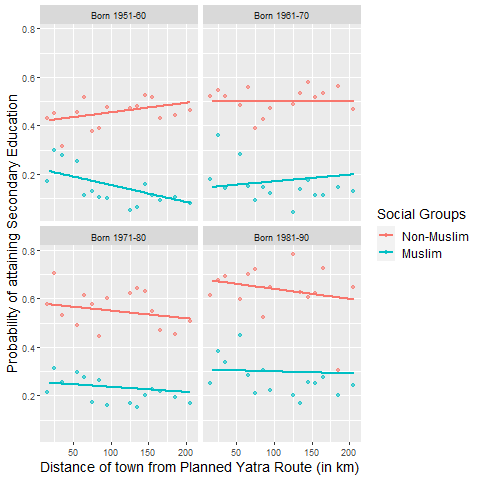 Born 1951-60
Born 1961-70
0.8
0.6
0.4
0.2
Born 1971-80
Born 1981-90
0.8
0.6
0.4
0.2
50 100 150 200
50 100 150 200
Probability of attaining Secondary Education
Distance of town from Planned Yatra Route (in km)
Social Groups
Non-Muslim
Muslim